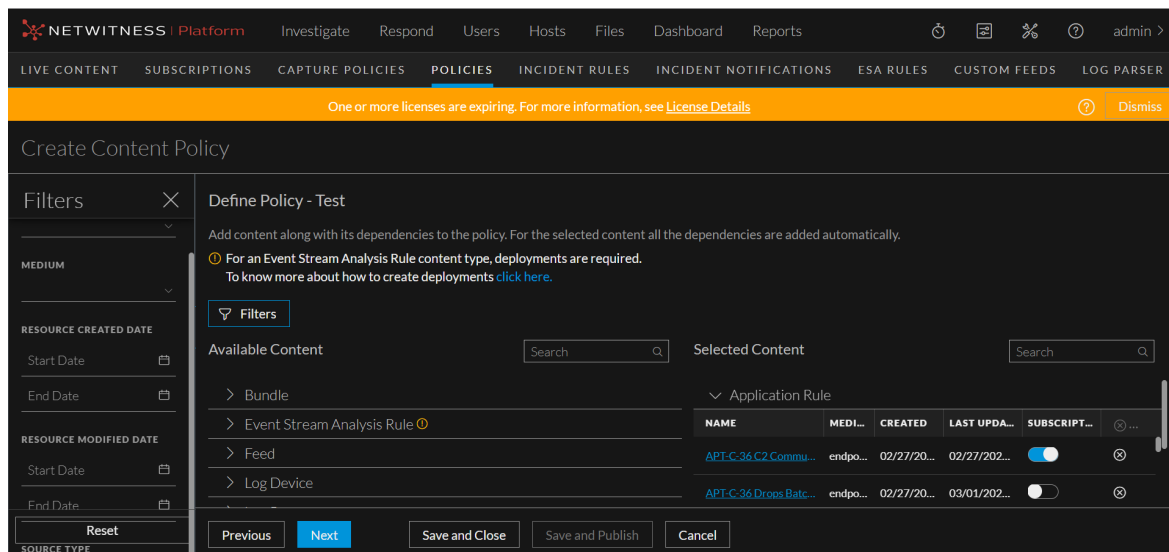 NETWITNESS | Platform Investigate Respond Users Hosts Files Dashboard Reports admin >
LIVE CONTENT SUBSCRIPTIONS CAPTURE POLICIES POLICIES INCIDENT RULES INCIDENT NOTIFICATIONS ESA RULES CUSTOM FEEDS LOG PARSER
One or more licenses are expiring. For more information, see License Details Dismiss
Create Content Policy
Filters
MEDIUM
RESOURCE CREATED DATE
Start Date
End Date
RESOURCE MODIFIED DATE
Start Date
End Date
Reset
SOURCE TYPE
Define Policy - Test
Add content along with its dependencies to the policy. For the selected content all the dependencies are added automatically.
For an Event Stream Analysis Rule content type, deployments are required.
To know more about how to create deployments click here.
Filters
Available Content Search
Bundle
Event Stream Analysis Rule
Feed
Log Device
Selected Content Search
Application Rule
NAME MEDI... CREATED LAST UPDA... SUBSCRIPT... ...
APT-C-36 C2 Commu... endpo... 02/27/20... 02/27/202...
APT-C-36 Drops Batc... endpo... 02/27/20... 03/01/202...
Previous Next Save and Close Save and Publish Cancel